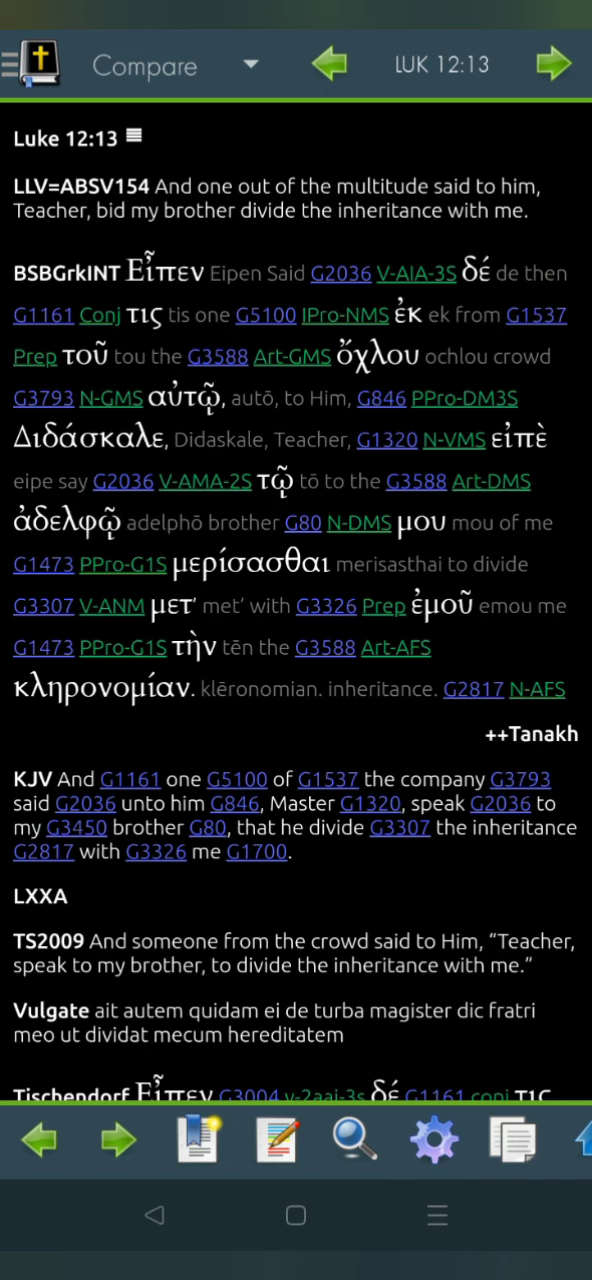 Compare
LUK 12:13
Luke 12:13
LLV=ABSV154 And one out of the multitude said to him,
Teacher, bid my brother divide the inheritance with me.
BSBGrkINT Εἶπεν Eipen Said G2036 V-AIA-3S δέ de then
G1161 Conj τις tis one G5100 IPro-NMS ἐκ ek from G1537
Prep τοῦ tou the G3588 Art-GMS ὄχλου ochlou crowd
G3793 N-GMS αὐτῷ, autō, to Him, G846 PPro-DM3S
Διδάσκαλε, Didaskale, Teacher, G1320 N-VMS εἰπὲ
eipe say G2036 V-AMA-2S τῷ tō to the G3588 Art-DMS
ἀδελφῷ adelphō brother G80 N-DMS μου mou of me
G1473 PPro-G1S μερίσασθαι merisasthai to divide
G3307 V-ANM μετ’ met’ with G3326 Prep ἐμοῦ emou me
G1473 PPro-G1S τὴν tēn the G3588 Art-AFS
κληρονομίαν. klēronomian. inheritance. G2817 N-AFS
++Tanakh
KJV And G1161 one G5100 of G1537 the company G3793
said G2036 unto him G846, Master G1320, speak G2036 to
my G3450 brother G80, that he divide G3307 the inheritance
G2817 with G3326 me G1700.
LXXA
TS2009 And someone from the crowd said to Him, “Teacher,
speak to my brother, to divide the inheritance with me.”
Vulgate ait autem quidam ei de turba magister dic fratri
meo ut dividat mecum hereditatem
Tischendorf Εἶπεν G3004 v-2aai-3s δέ G1161 conj τις